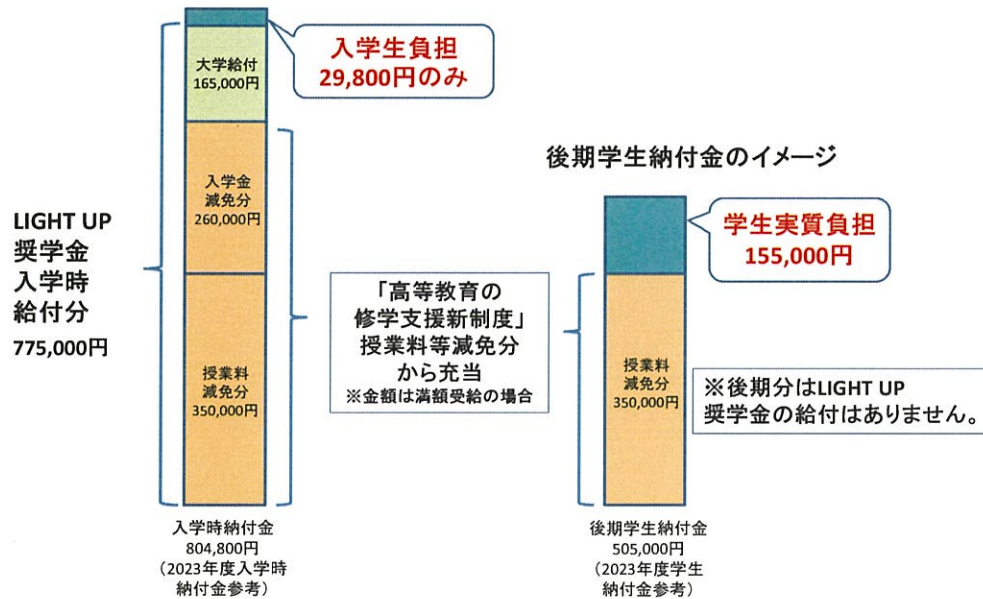 大学給付
165,000円
入学生負担
29,800円のみ
入学金
減免分
260,000円
LIGHT UP
奨学金
入学時
給付分
775,000円
授業料
減免分
350,000円
入学時納付金
804,800円
(2023年度入学時
納付金参考)
「高等教育の
修学支援新制度」
授業料等減免分
から充当
※金額は満額受給の場合
後期学生納付金のイメージ
学生実質負担
155,000円
授業料
減免分
350,000円
※後期分はLIGHT UP
奨学金の給付はありません。
後期学生納付金
505,000円
(2023年度学生
納付金参考)